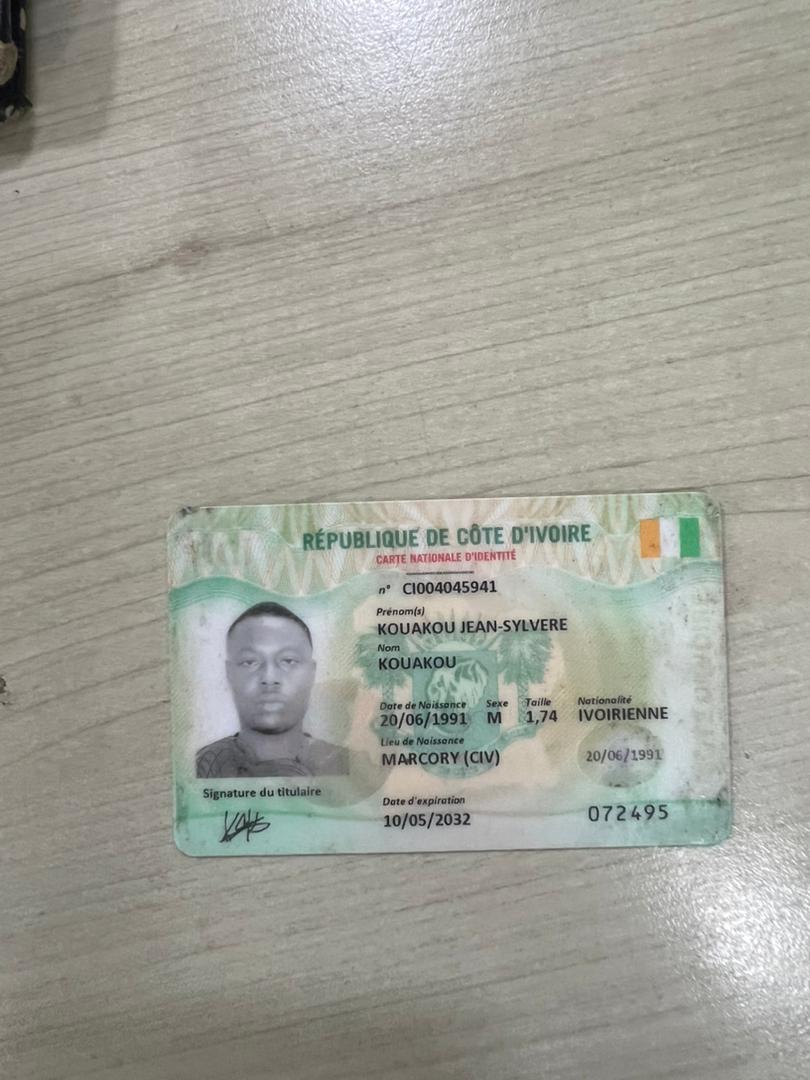 RÉPUBLIQUE DE CÔTE D'IVOIRE
CARTE NATIONALE D'IDENTITÉ
n° CI004045941
Prénom(s)
KOUAKOU JEAN-SYLVERE
Nom
KOUAKOU
Date de Naissance Sexe Taille Nationalité
20/06/1991 M 1,74 IVOIRIENNE
Lieu de Naissance
MARCORY (CIV) 20/06/1991
Signature du titulaire
Date d'expiration
10/05/2032 072495